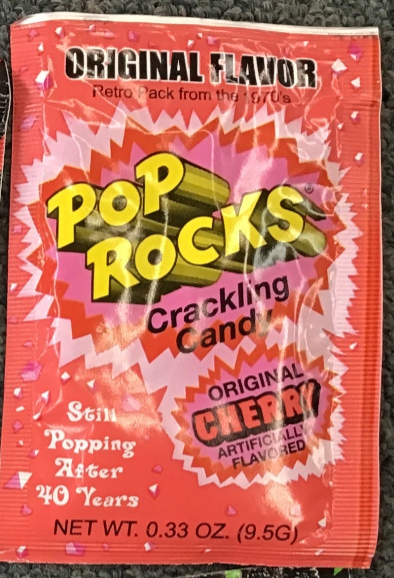 ORIGINAL FLAVOR
Retro Pack from the 1970's
POP
ROCKS®
Crackling
Candy
ORIGINAL
CHERRY
ARTIFICIALLY
FLAVORED
Still
Popping
After
40 Years
NET WT. 0.33 OZ. (9.5G)